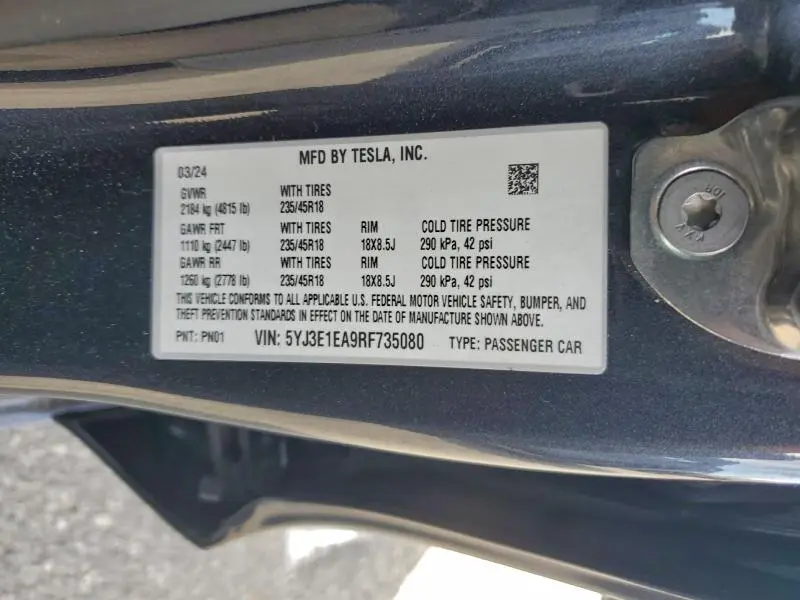 MFD BY TESLA, INC.
03/24
GVWR WITH TIRES
2184 kg (4815 lb) 235/45R18
GAWR FRT WITH TIRES RIM COLD TIRE PRESSURE
1110 kg (2447 lb) 235/45R18 18X8.5J 290 kPa, 42 psi
GAWR RR WITH TIRES RIM COLD TIRE PRESSURE
1260 kg (2778 lb) 235/45R18 18X8.5J 290 kPa, 42 psi
THIS VEHICLE CONFORMS TO ALL APPLICABLE U.S. FEDERAL MOTOR VEHICLE SAFETY, BUMPER, AND
THEFT PREVENTION STANDARDS IN EFFECT ON THE DATE OF MANUFACTURE SHOWN ABOVE.
PNT: PN01 VIN: 5YJ3E1EA9RF735080 TYPE: PASSENGER CAR